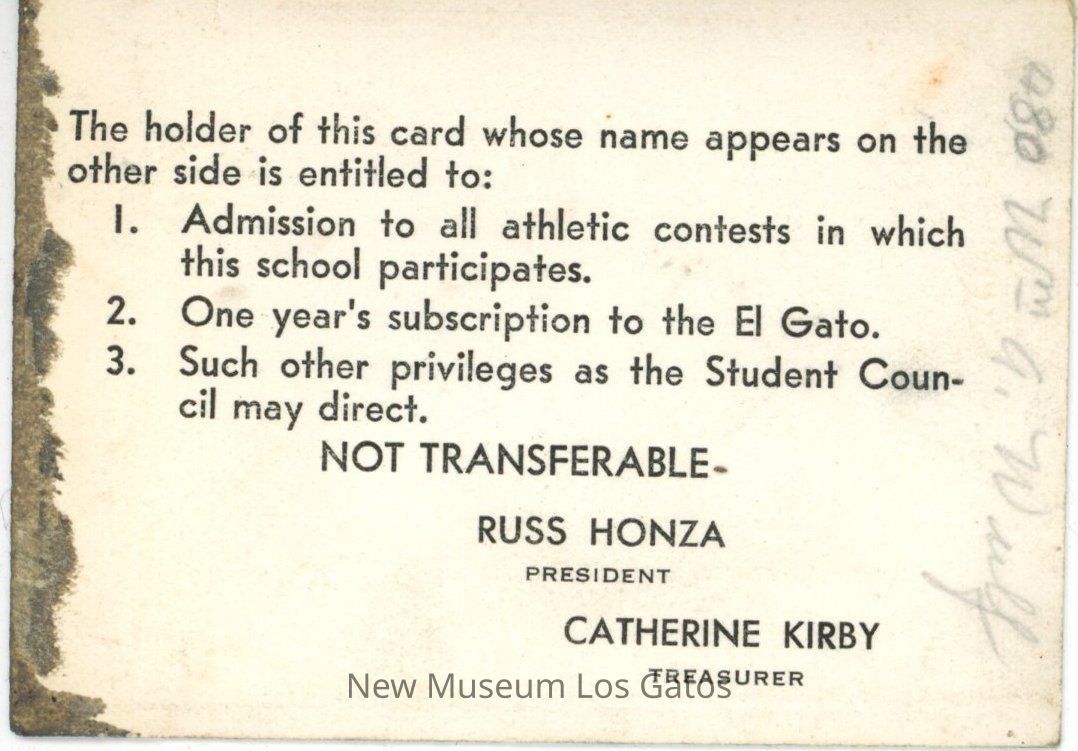 The holder of this card whose name appears on the
other side is entitled to:
1. Admission to all athletic contests in which
this school participates.
2. One year's subscription to the El Gato.
3. Such other privileges as the Student Coun-
cil may direct.
NOT TRANSFERABLE
RUSS HONZA
PRESIDENT
CATHERINE KIRBY
TREASURER
New Museum Los Gatos